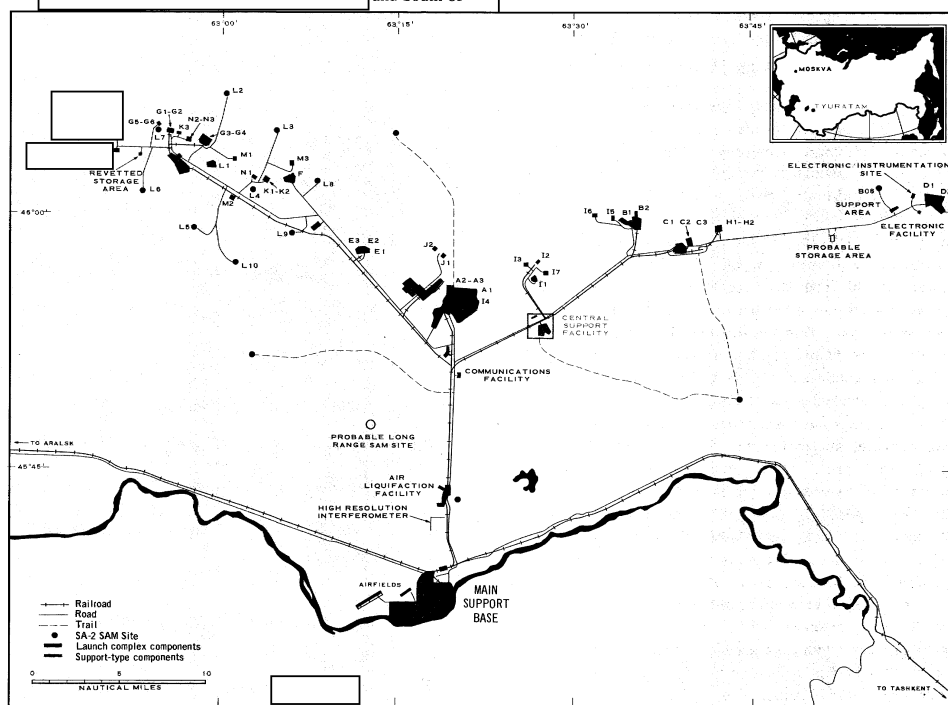 63°00'
63°15'
63°30'
63°45'
MOSKVA
TYURATAM
L2
G1-G2
G5-G6
K3
N2-N3
L7
G3-G4
L3
REVETTED
STORAGE
AREA
L1
M1
M3
N1
F
L8
K1-K2
L4
L6
M2
L5
L9
L10
E3
E2
E1
J2
J1
A2-A3
A1
I4
I3
I2
I7
I1
I6
I5
B1
B2
C1
C2
C3
H1-H2
ELECTRONIC INSTRUMENTATION
SITE
BOB
SUPPORT
AREA
D1
ELECTRONIC
FACILITY
PROBABLE
STORAGE AREA
46°00'
CENTRAL
SUPPORT
FACILITY
COMMUNICATIONS
FACILITY
PROBABLE LONG
RANGE SAM SITE
TO ARALSK
45°45'
AIR
LIQUIFACTION
FACILITY
HIGH RESOLUTION
INTERFEROMETER
AIRFIELDS
MAIN
SUPPORT
BASE
Railroad
Road
Trail
SA-2 SAM Site
Launch complex components
Support-type components
0 5 10
NAUTICAL MILES
TO TASHKENT